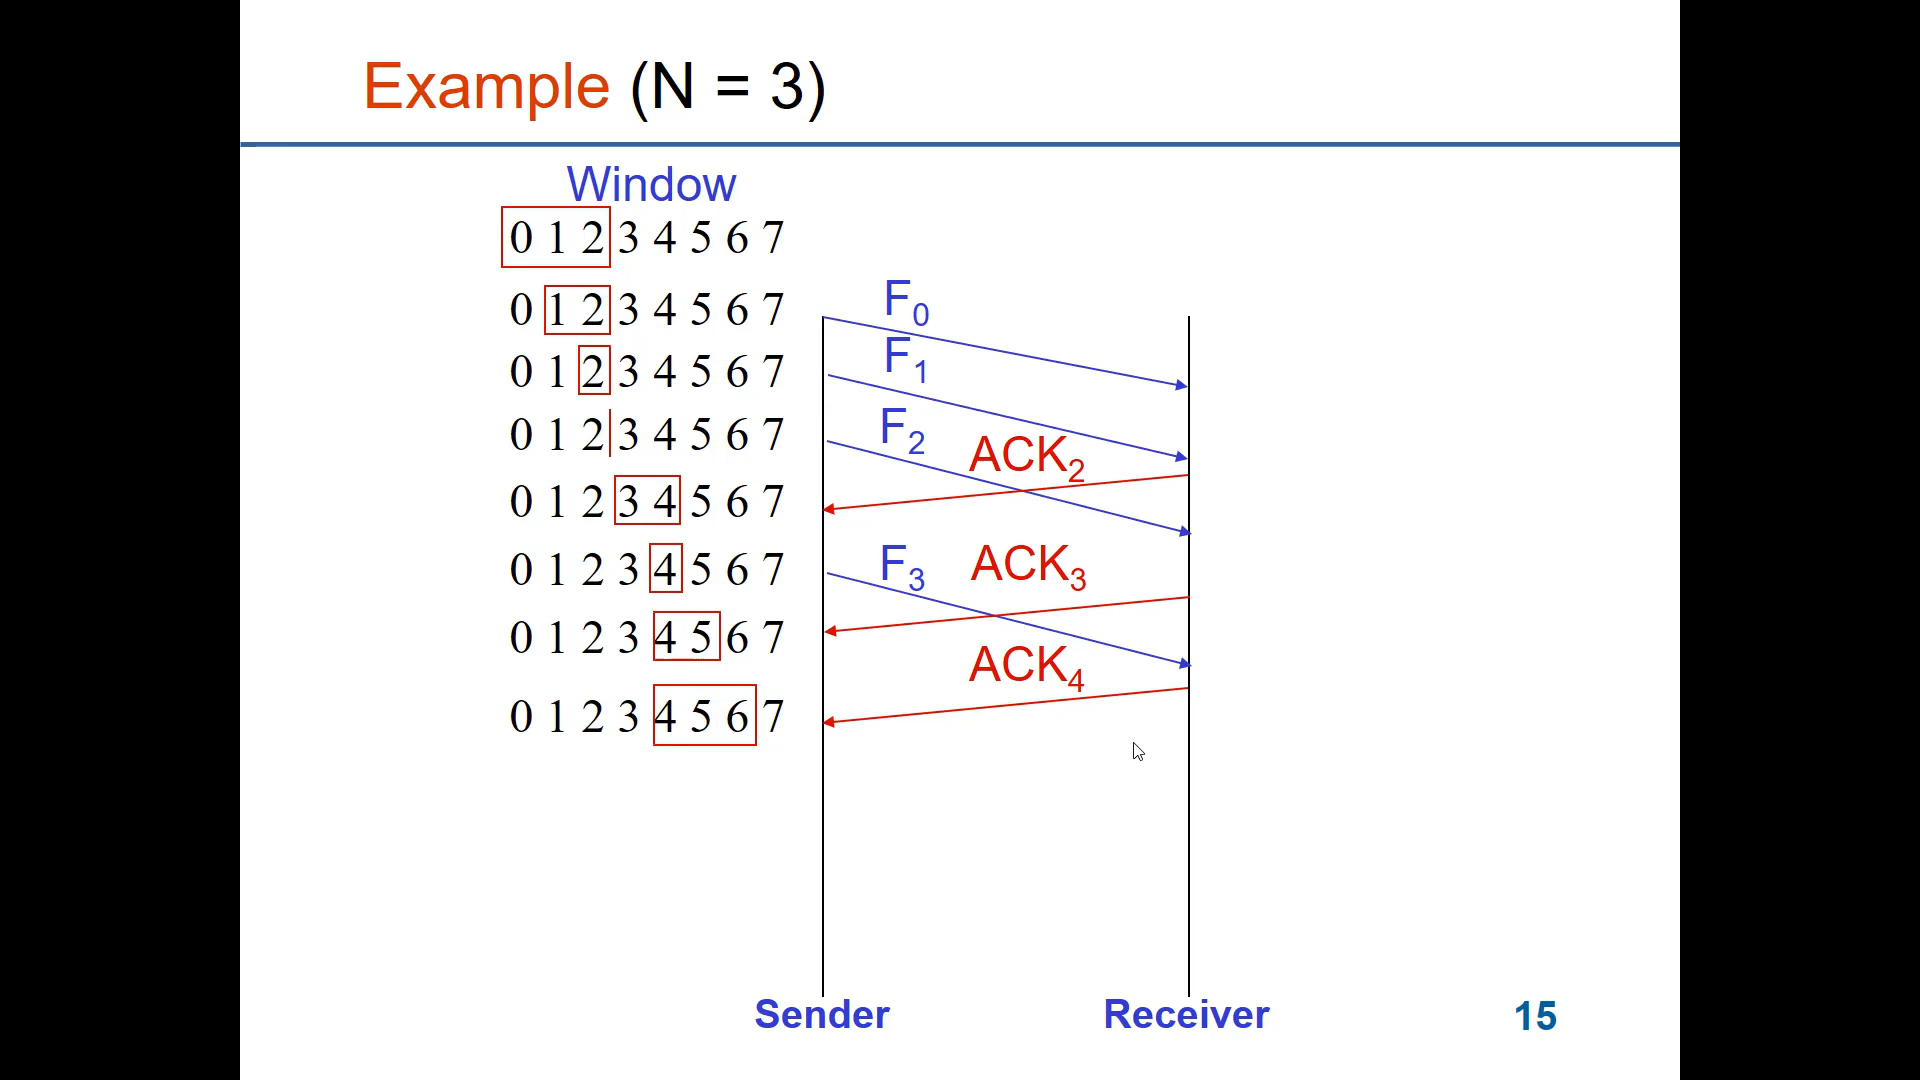 Example (N = 3)
Window
0 1 2 3 4 5 6 7
0 1 2 3 4 5 6 7
F0
0 1 2 3 4 5 6 7
F1
0 1 2 3 4 5 6 7
F2
ACK2
0 1 2 3 4 5 6 7
0 1 2 3 4 5 6 7
F3
ACK3
0 1 2 3 4 5 6 7
ACK4
0 1 2 3 4 5 6 7
Sender
Receiver
15